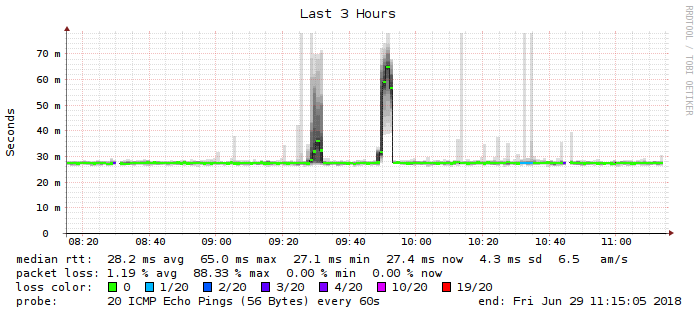 Last 3 Hours
RRDTOOL / TOBI OETIKER
Seconds
70 m
60 m
50 m
40 m
30 m
20 m
10 m
0
08:20 08:40 09:00 09:20 09:40 10:00 10:20 10:40 11:00
median rtt: 28.2 ms avg 65.0 ms max 27.1 ms min 27.4 ms now 4.3 ms sd 6.5 am/s
packet loss: 1.19 % avg 88.33 % max 0.00 % min 0.00 % now
loss color: 0 1/20 2/20 3/20 4/20 10/20 19/20
probe: 20 ICMP Echo Pings (56 Bytes) every 60s end: Fri Jun 29 11:15:05 2018